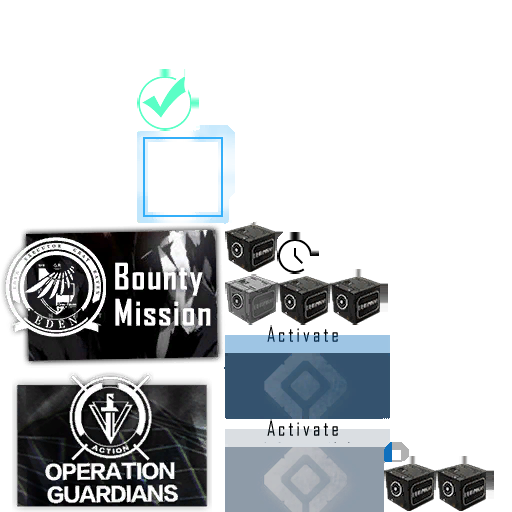 Bounty
Mission
EDEN
Activate
Activate
ACTION
OPERATION
GUARDIANS